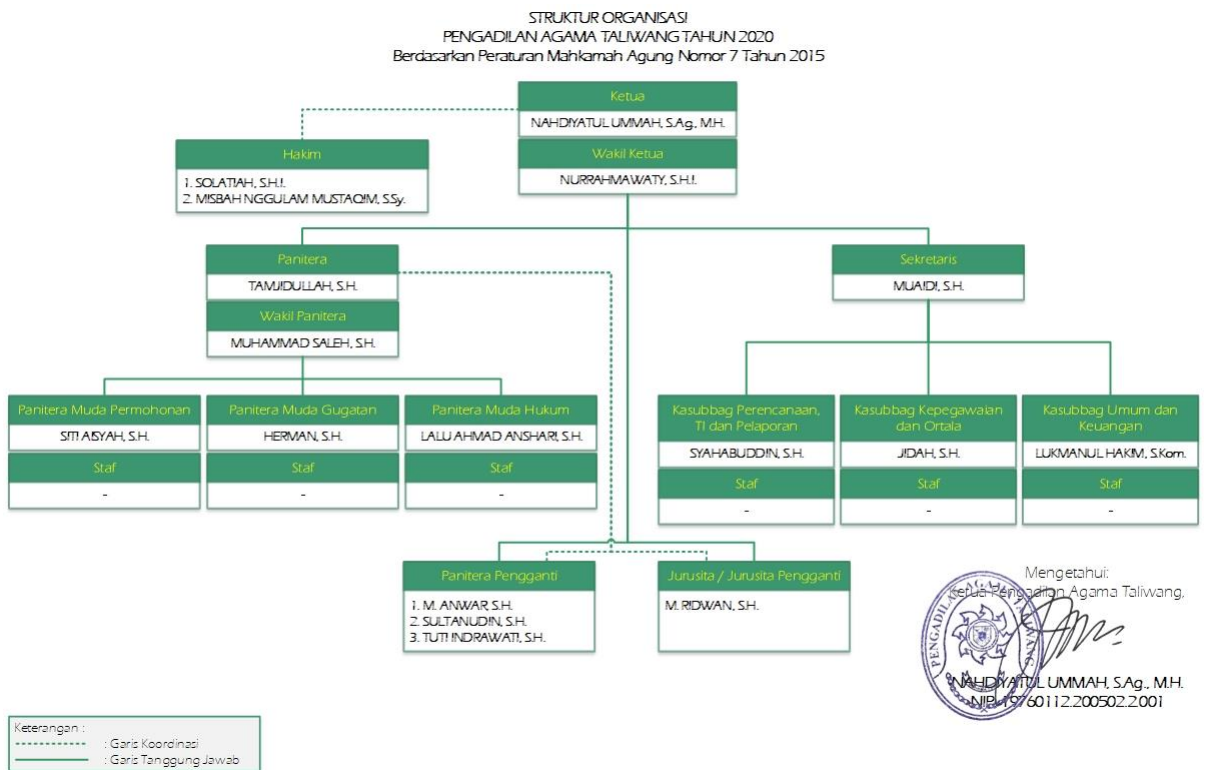 STRUKTUR ORGANISASI
PENGADILAN AGAMA TALIWANG TAHUN 2020
Berdasarkan Peraturan Mahkamah Agung Nomor 7 Tahun 2015
Ketua
NAHDIYATUL UMMAH, S.Ag., M.H.
Wakil Ketua
NURRAHMAWATY, S.H.I.
Hakim
1. SOLATIAH, S.H.I.
2. MISBAH NGGULAM MUSTAQIM, S.Sy.
Panitera
TAMJIDULLAH, S.H.
Wakil Panitera
MUHAMMAD SALEH, S.H.
Sekretaris
MUAIDI, S.H.
Panitera Muda Permohonan
SITI AISYAH, S.H.
Staf
-
Panitera Muda Gugatan
HERMAN, S.H.
Staf
-
Panitera Muda Hukum
LALU AHMAD ANSHARI, S.H.
Staf
-
Kasubbag Perencanaan,
TI dan Pelaporan
SYAHABUDDIN, S.H.
Staf
-
Kasubbag Kepegawaian
dan Ortala
JIDAH, S.H.
Staf
-
Kasubbag Umum dan
Keuangan
LUKMANUL HAKIM, S.Kom.
Staf
-
Panitera Pengganti
1. M. ANWAR, S.H.
2. SULTANUDIN, S.H.
3. TUTI INDRAWATI, S.H.
Jurusita / Jurusita Pengganti
M. RIDWAN, S.H.
Mengetahui:
Ketua Pengadilan Agama Taliwang,
PENGADILAN AGAMA TALIWANG
NAHDIYATUL UMMAH, S.Ag., M.H.
NIP. 19760112.200502.2.001
Keterangan :
: Garis Koordinasi
: Garis Tanggung Jawab